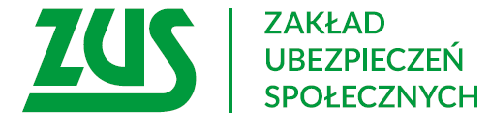 ZUS
ZAKŁAD
UBEZPIECZEŃ
SPOŁECZNYCH